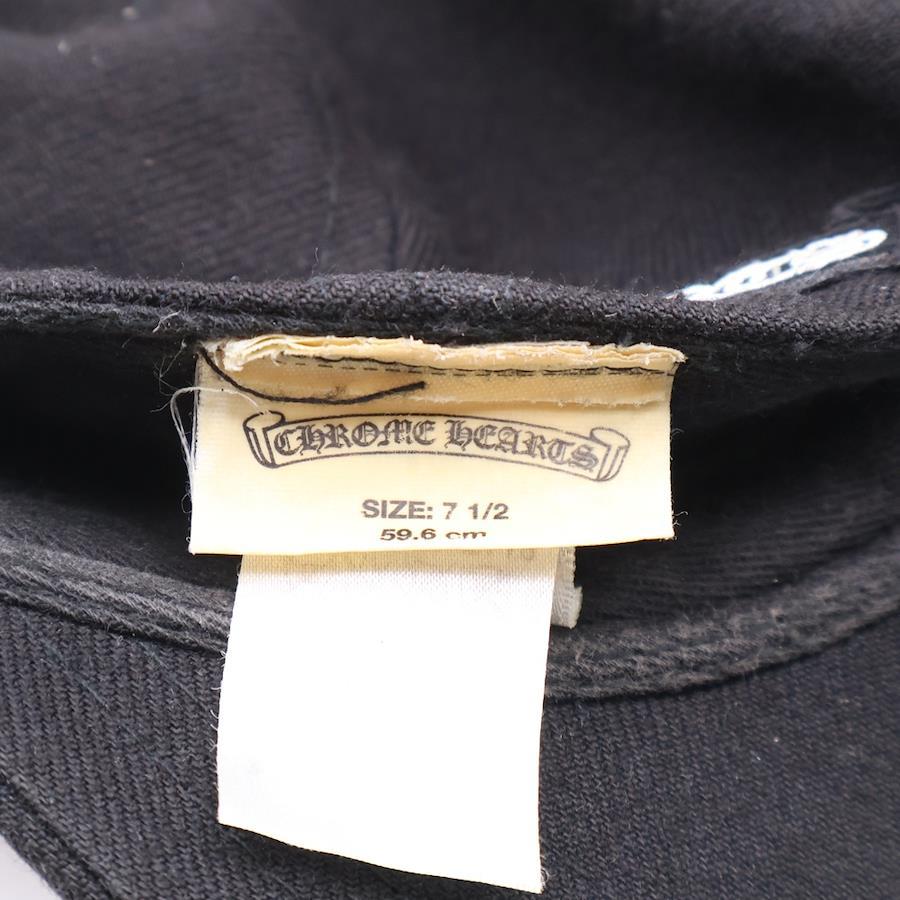 CHROME HEARTS
SIZE: 7 1/2
59.6 cm